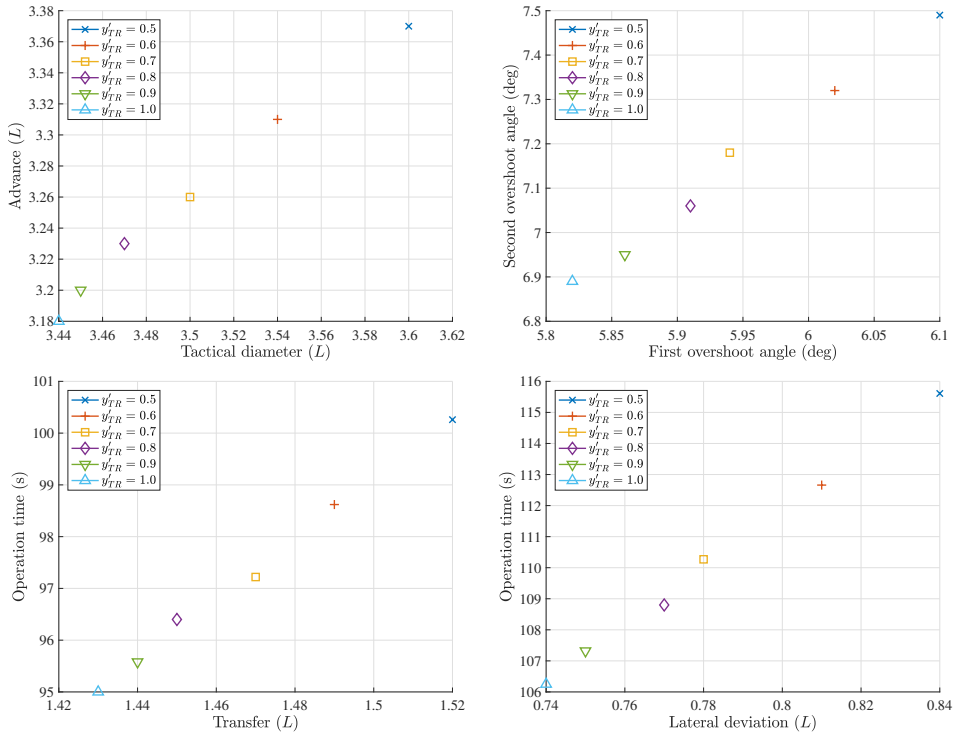 3.38
3.36
3.34
3.32
3.3
3.28
3.26
3.24
3.22
3.2
3.18
Advance (L)
y′TR = 0.5
y′TR = 0.6
y′TR = 0.7
y′TR = 0.8
y′TR = 0.9
y′TR = 1.0
3.44 3.46 3.48 3.5 3.52 3.54 3.56 3.58 3.6 3.62
Tactical diameter (L)
7.5
7.4
7.3
7.2
7.1
7
6.9
6.8
Second overshoot angle (deg)
y′TR = 0.5
y′TR = 0.6
y′TR = 0.7
y′TR = 0.8
y′TR = 0.9
y′TR = 1.0
5.8 5.85 5.9 5.95 6 6.05 6.1
First overshoot angle (deg)
101
100
99
98
97
96
95
Operation time (s)
y′TR = 0.5
y′TR = 0.6
y′TR = 0.7
y′TR = 0.8
y′TR = 0.9
y′TR = 1.0
1.42 1.44 1.46 1.48 1.5 1.52
Transfer (L)
116
115
114
113
112
111
110
109
108
107
106
Operation time (s)
y′TR = 0.5
y′TR = 0.6
y′TR = 0.7
y′TR = 0.8
y′TR = 0.9
y′TR = 1.0
0.74 0.76 0.78 0.8 0.82 0.84
Lateral deviation (L)